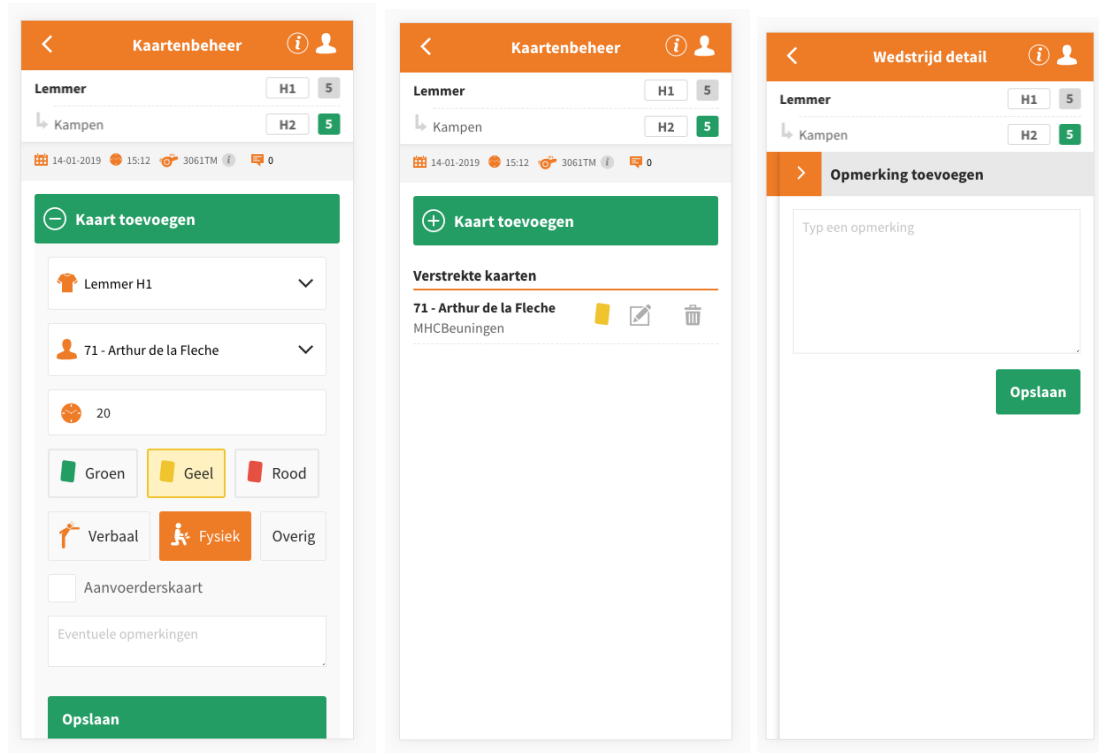 Kaartenbeheer i
Lemmer H1 5
Kampen H2 5
14-01-2019 15:12 3061TM i 0
Kaart toevoegen
Lemmer H1
71 - Arthur de la Fleche
20
Groen Geel Rood
Verbaal Fysiek Overig
Aanvoerderskaart
Eventuele opmerkingen
Opslaan
Kaartenbeheer i
Lemmer H1 5
Kampen H2 5
14-01-2019 15:12 3061TM i 0
Kaart toevoegen
Verstrekte kaarten
71 - Arthur de la Fleche
MHCBeuningen
Wedstrijd detail i
Lemmer H1 5
Kampen H2 5
Opmerking toevoegen
Typ een opmerking
Opslaan